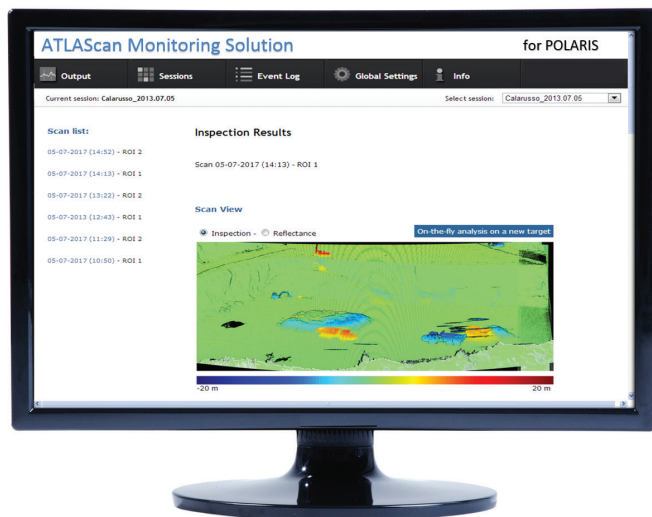 ATLAScan Monitoring Solution for POLARIS
Output Sessions Event Log Global Settings Info
Current session: Calarusso_2013.07.05 Select session: Calarusso_2013.07.05
Scan list:
05-07-2017 (14:52) - ROI 2
05-07-2017 (14:13) - ROI 1
05-07-2017 (13:22) - ROI 2
05-07-2013 (12:43) - ROI 1
05-07-2017 (11:29) - ROI 2
05-07-2017 (10:50) - ROI 1
Inspection Results
Scan 05-07-2017 (14:13) - ROI 1
Scan View
Inspection - Reflectance On-the-fly analysis on a new target
-20 m 20 m